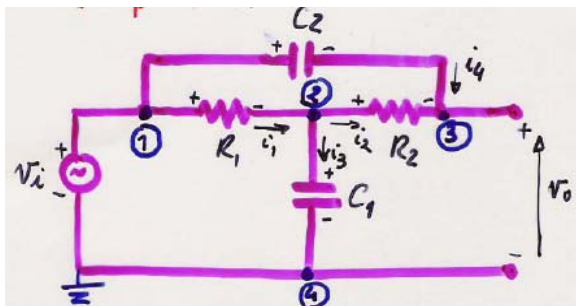 C2
+ -
i4
+ - 2 + -
1 i1 i2 3
R1 i3 R2 +
+ ~
vi + vo
- C1
-
-
4